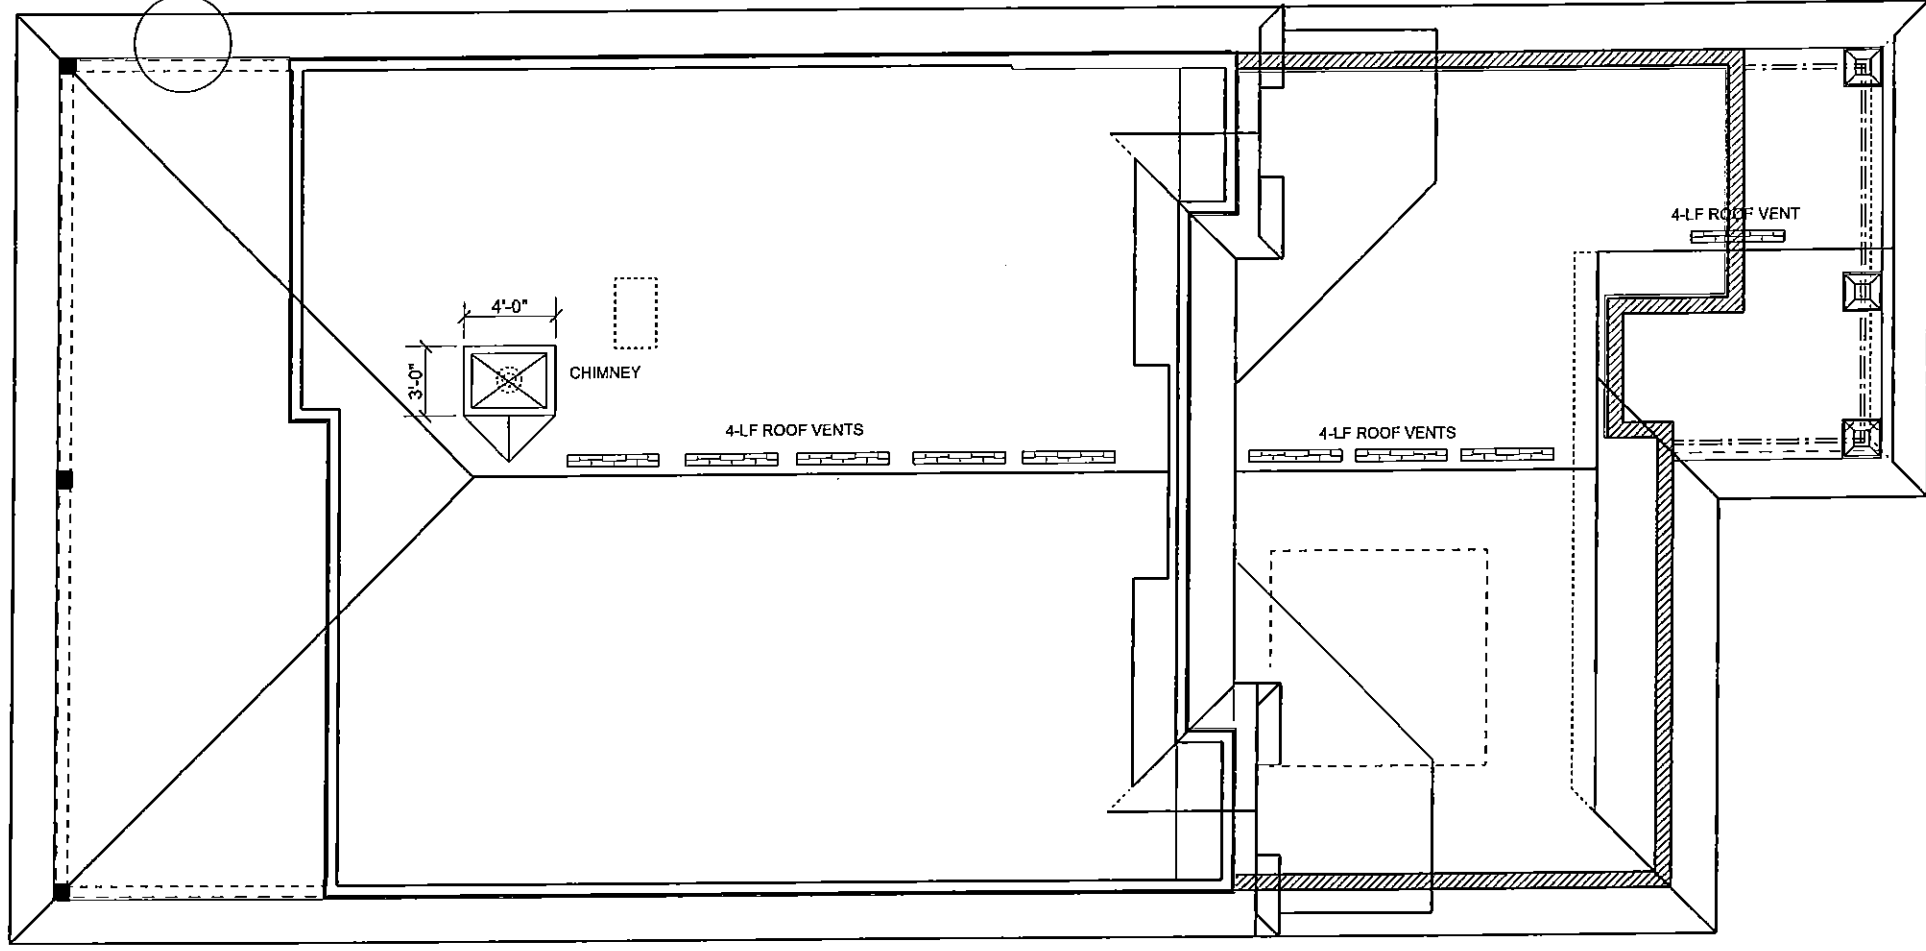 4-LF ROOF VENT
4'-0"
3'-0"
CHIMNEY
4-LF ROOF VENTS
4-LF ROOF VENTS